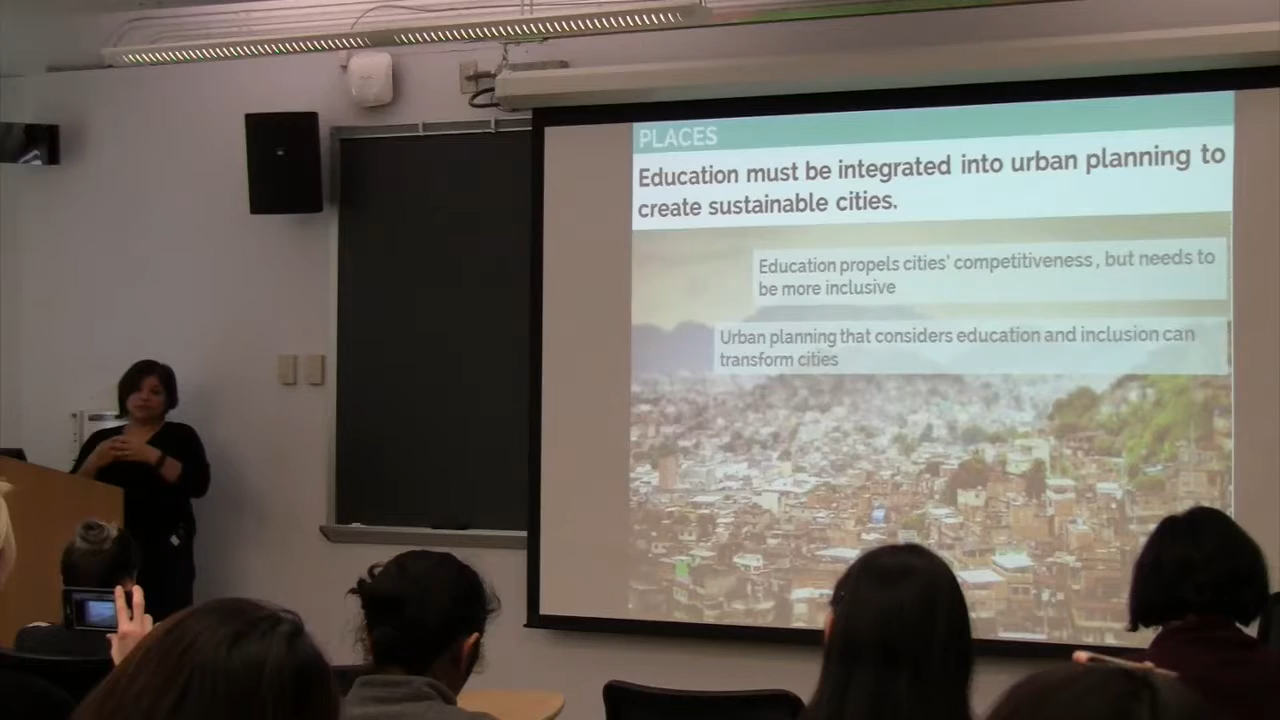 PLACES
Education must be integrated into urban planning to
create sustainable cities.
Education propels cities' competitiveness, but needs to
be more inclusive
Urban planning that considers education and inclusion can
transform cities